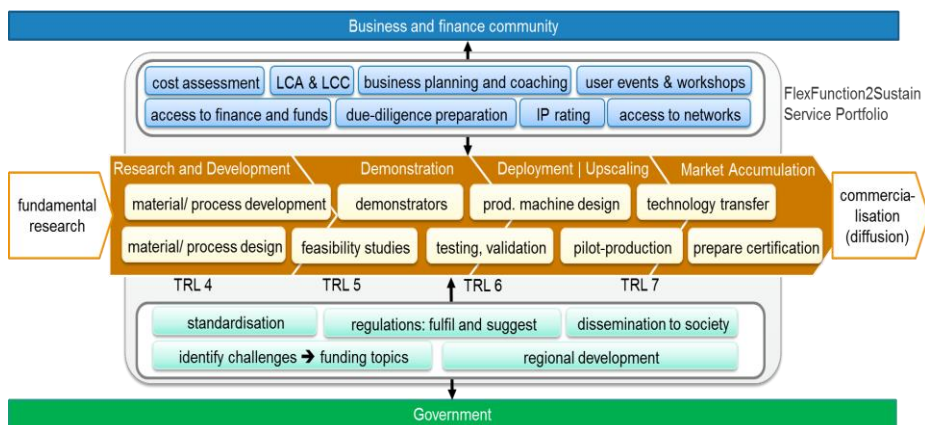 Business and finance community
cost assessment
LCA & LCC
business planning and coaching
user events & workshops
access to finance and funds
due-diligence preparation
IP rating
access to networks
FlexFunction2Sustain
Service Portfolio
Research and Development
Demonstration
Deployment | Upscaling
Market Accumulation
fundamental
research
material/ process development
demonstrators
prod. machine design
technology transfer
material/ process design
feasibility studies
testing, validation
pilot-production
prepare certification
commercia-
lisation
(diffusion)
TRL 4
TRL 5
TRL 6
TRL 7
standardisation
regulations: fulfil and suggest
dissemination to society
identify challenges ➔ funding topics
regional development
Government